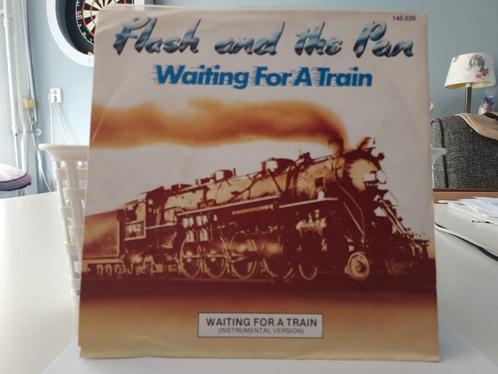 145.029
Flash and the Pan
Waiting For A Train
WAITING FOR A TRAIN
(INSTRUMENTAL VERSION)